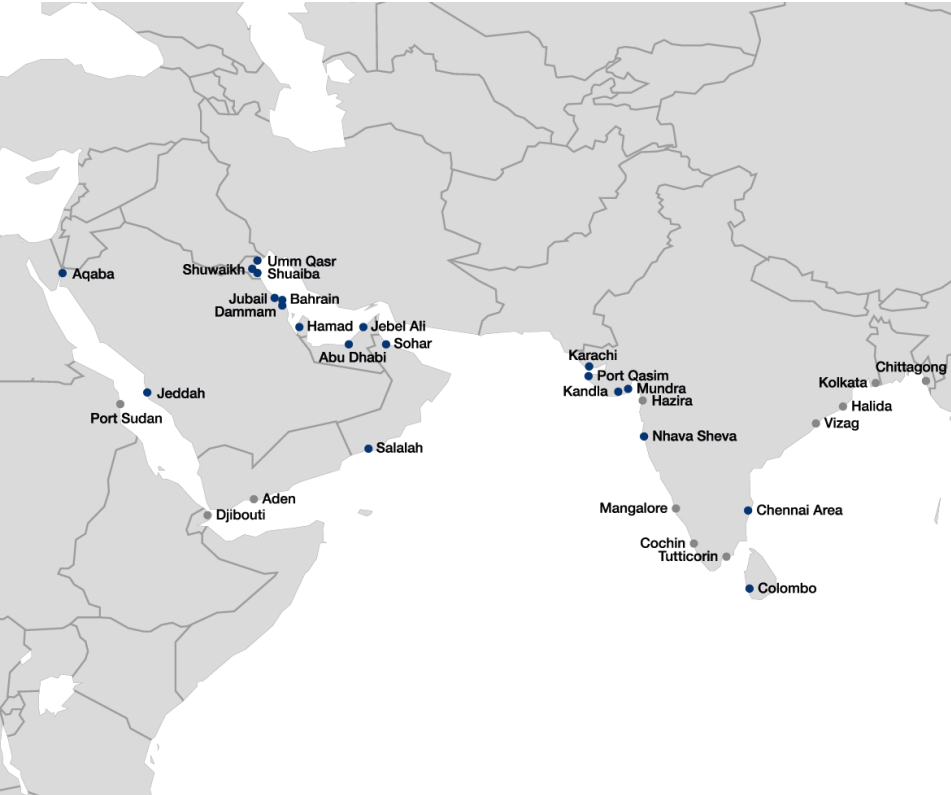 Umm Qasr
Shuwaikh
Shuaiba
Aqaba
Jubail
Bahrain
Dammam
Hamad
Jebel Ali
Sohar
Abu Dhabi
Karachi
Chittagong
Port Qasim
Kolkata
Mundra
Kandla
Jeddah
Hazira
Halida
Port Sudan
Vizag
Nhava Sheva
Salalah
Aden
Mangalore
Chennai Area
Djibouti
Cochin
Tutticorin
Colombo